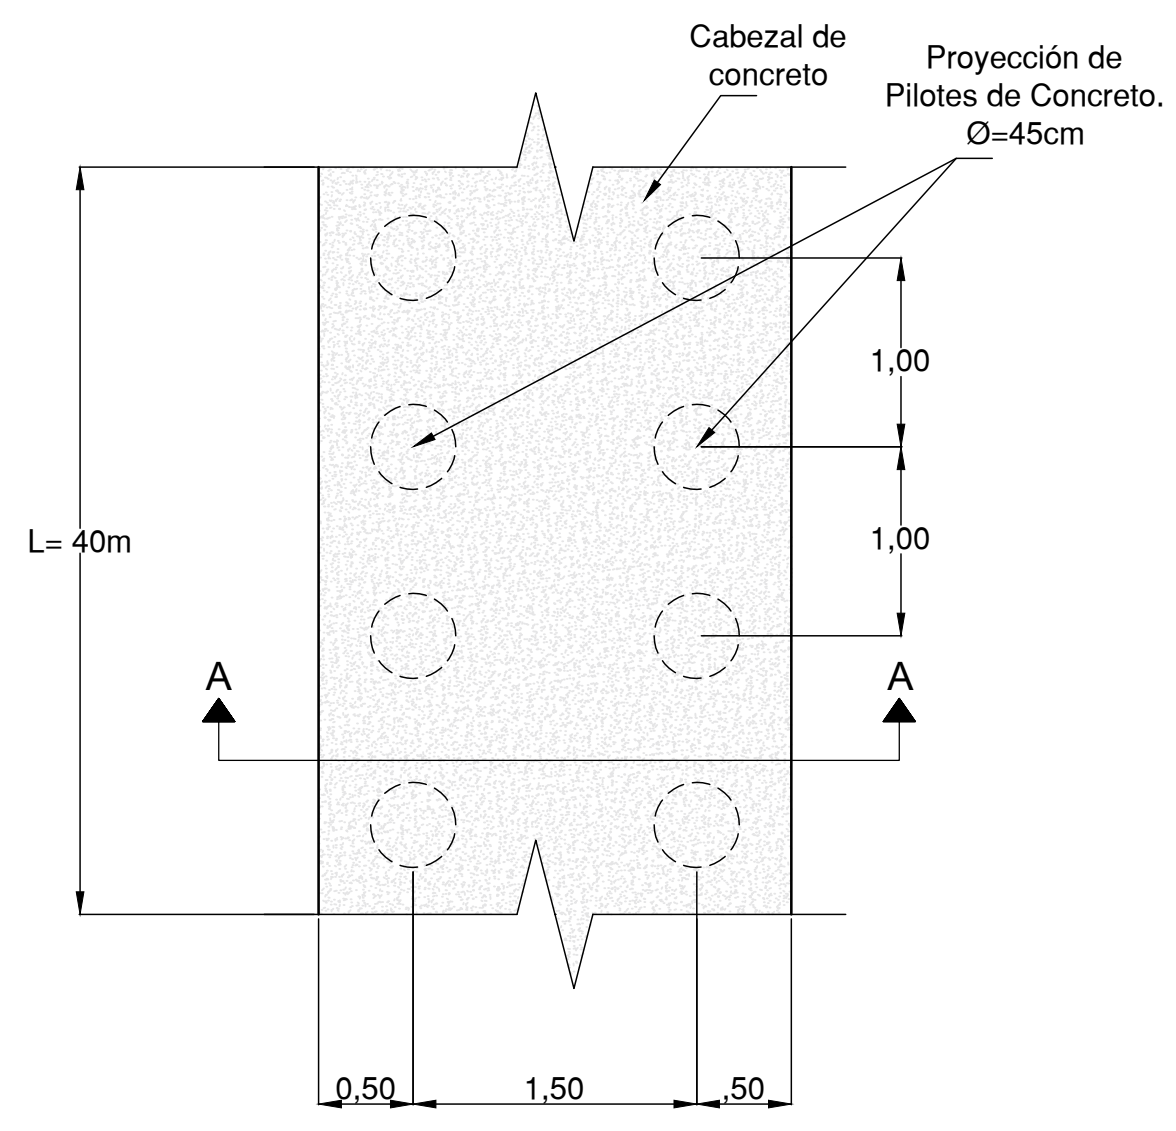 Cabezal de
concreto
Proyección de
Pilotes de Concreto.
Ø=45cm
1,00
L= 40m
1,00
A
A
0,50
1,50
,50